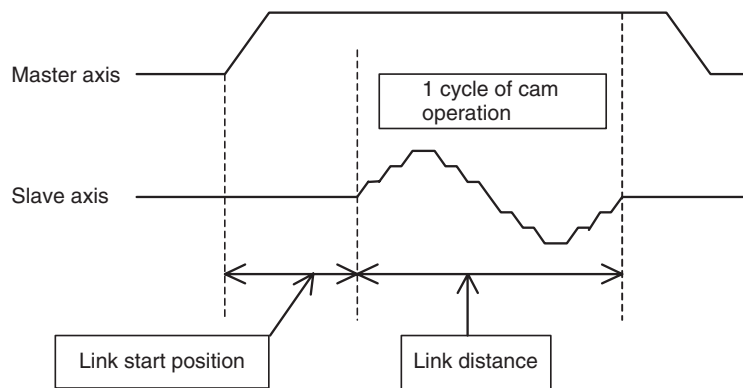 Master axis
1 cycle of cam
operation
Slave axis
Link start position
Link distance